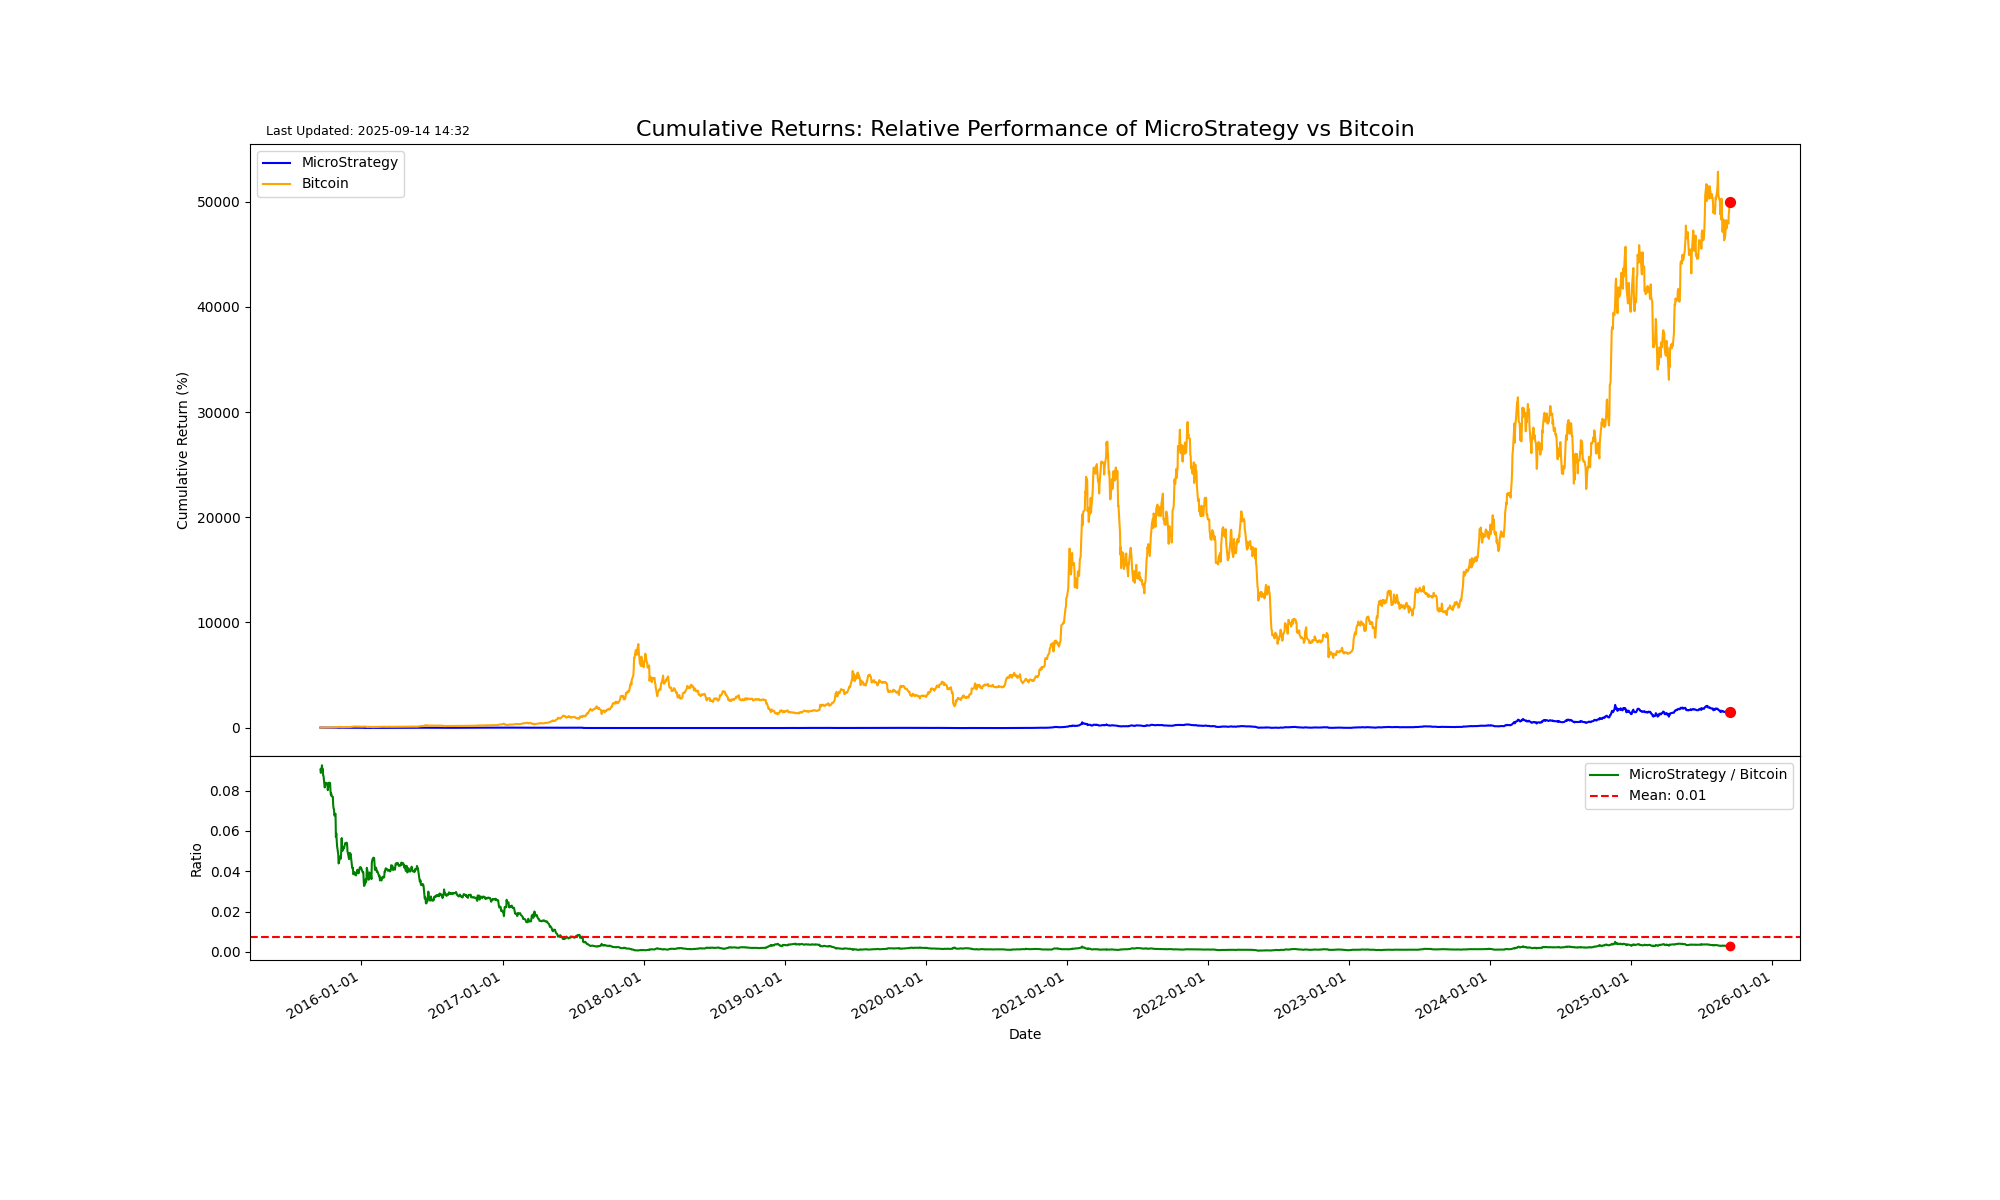 Last Updated: 2025-09-14 14:32
Cumulative Returns: Relative Performance of MicroStrategy vs Bitcoin
MicroStrategy
Bitcoin
50000
40000
30000
20000
10000
0
Cumulative Return (%)
MicroStrategy / Bitcoin
Mean: 0.01
0.08
0.06
0.04
0.02
0.00
Ratio
2016-01-01
2017-01-01
2018-01-01
2019-01-01
2020-01-01
2021-01-01
2022-01-01
2023-01-01
2024-01-01
2025-01-01
2026-01-01
Date